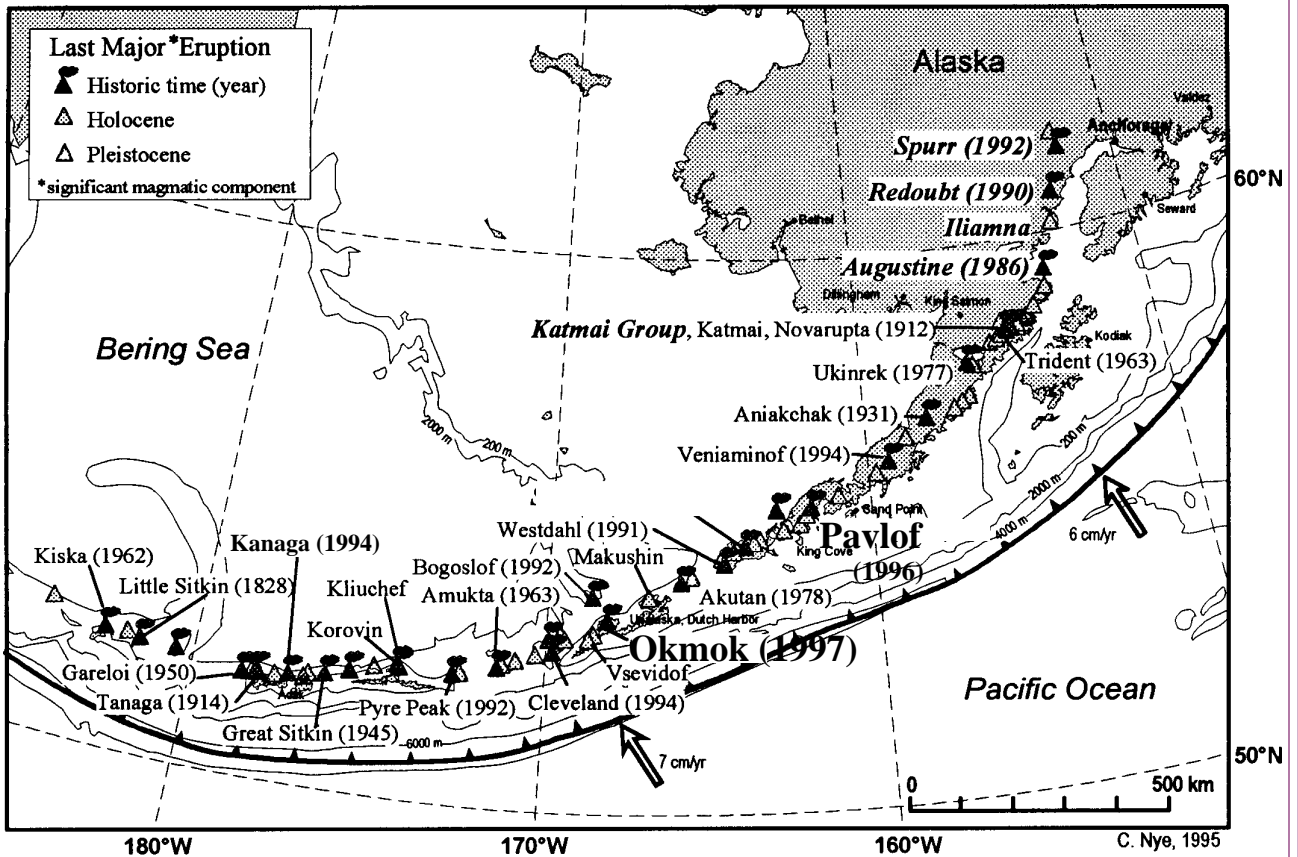 Last Major *Eruption
Historic time (year)
Holocene
Pleistocene
*significant magmatic component
Alaska
Valdez
Spurr (1992)
Redoubt (1990)
60°N
Seward
Iliamna
Bethel
Augustine (1986)
Dillingham
King Salmon
Katmai Group, Katmai, Novarupta (1912)
Kodiak
Trident (1963)
Bering Sea
Ukinrek (1977)
Aniakchak (1931)
2000 m
200 m
200 m
Veniaminof (1994)
2000 m
4000 m
6 cm/yr
Sand Point
Westdahl (1991)
Pavlof
(1996)
King Cove
Kiska (1962)
Kanaga (1994)
Makushin
Bogoslof (1992)
Little Sitkin (1828)
Kliuchef
Amukta (1963)
Akutan (1978)
Dutch Harbor
Korovin
Okmok (1997)
Gareloi (1950)
Vsevidof
Pacific Ocean
Adak
Tanaga (1914)
Pyre Peak (1992)
Cleveland (1994)
Great Sitkin (1945)
6000 m
7 cm/yr
50°N
0
500 km
180°W
170°W
160°W
C. Nye, 1995